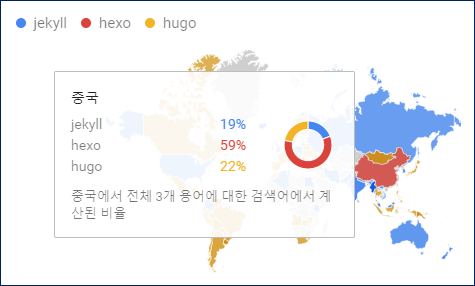 jekyll hexo hugo
중국
jekyll 19%
hexo 59%
hugo 22%
중국에서 전체 3개 용어에 대한 검색어에서 계
산된 비율